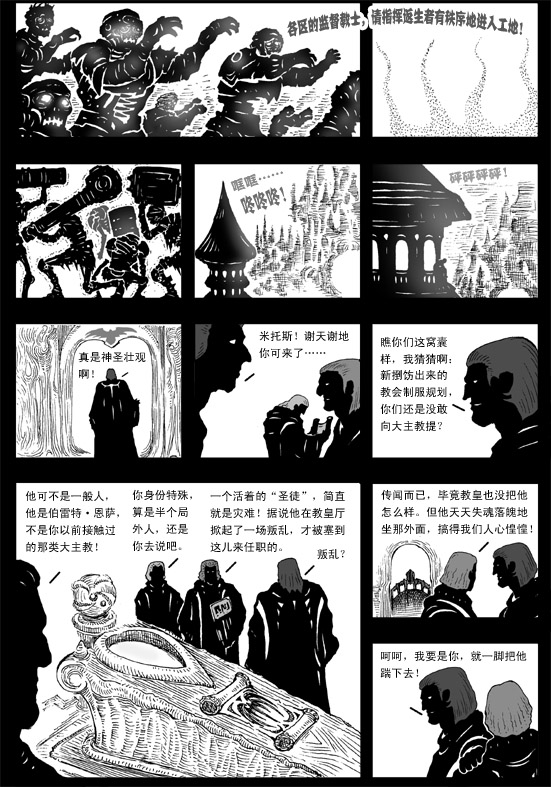 各区的监督教士，请指挥诞生者有秩序地进入工地！
哐哐……
咚咚咚！
砰砰砰砰！
真是神圣壮观
啊！
米托斯！谢天谢地
你可来了……
瞧你们这窝囊
样，我猜猜啊：
新捯饬出来的
教会制服规划，
你们还是没敢
向大主教提？
他可不是一般人，
他是伯雷特·恩萨，
不是你以前接触过
的那类大主教！
你身份特殊，
算是半个局
外人，还是
你去说吧。
一个活着的“圣徒”，简直
就是灾难！据说他在教皇厅
掀起了一场叛乱，才被塞到
这儿来任职的。
叛乱？
传闻而已，毕竟教皇也没把他
怎么样。但他天天失魂落魄地
坐那外面，搞得我们人心惶惶！
呵呵，我要是你，就一脚把他
踹下去！